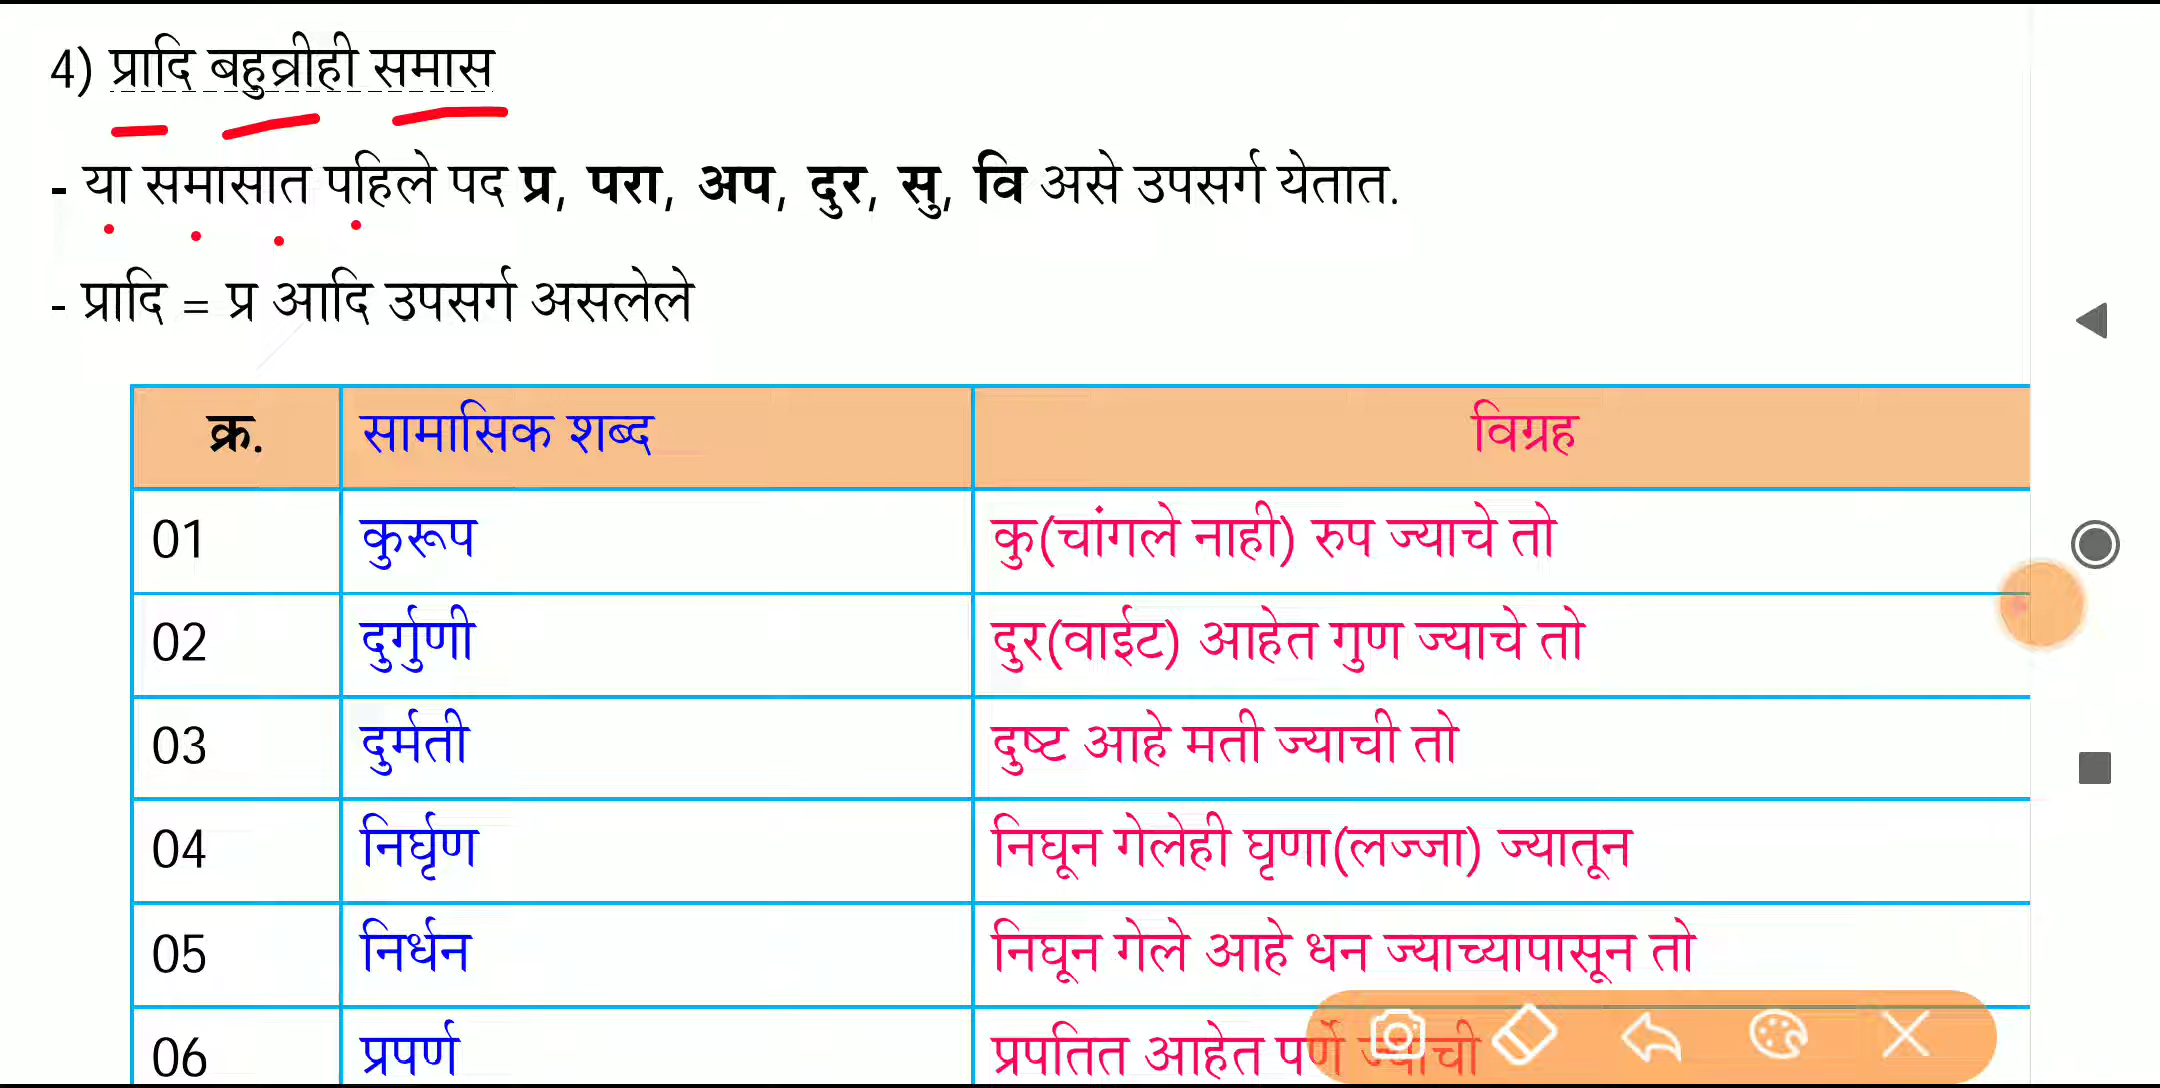 4) प्रादि बहुव्रीही समास
- या समासात पहिले पद प्र, परा, अप, दुर, सु, वि असे उपसर्ग येतात.
- प्रादि = प्र आदि उपसर्ग असलेले
क्र. सामासिक शब्द विग्रह
01 कुरूप कु(चांगले नाही) रुप ज्याचे तो
02 दुर्गुणी दुर(वाईट) आहेत गुण ज्याचे तो
03 दुर्मती दुष्ट आहे मती ज्याची तो
04 निर्घृण निघून गेलेही घृणा(लज्जा) ज्यातून
05 निर्धन निघून गेले आहे धन ज्याच्यापासून तो
06 प्रपर्ण प्रपतित आहेत पर्णे ज्याची